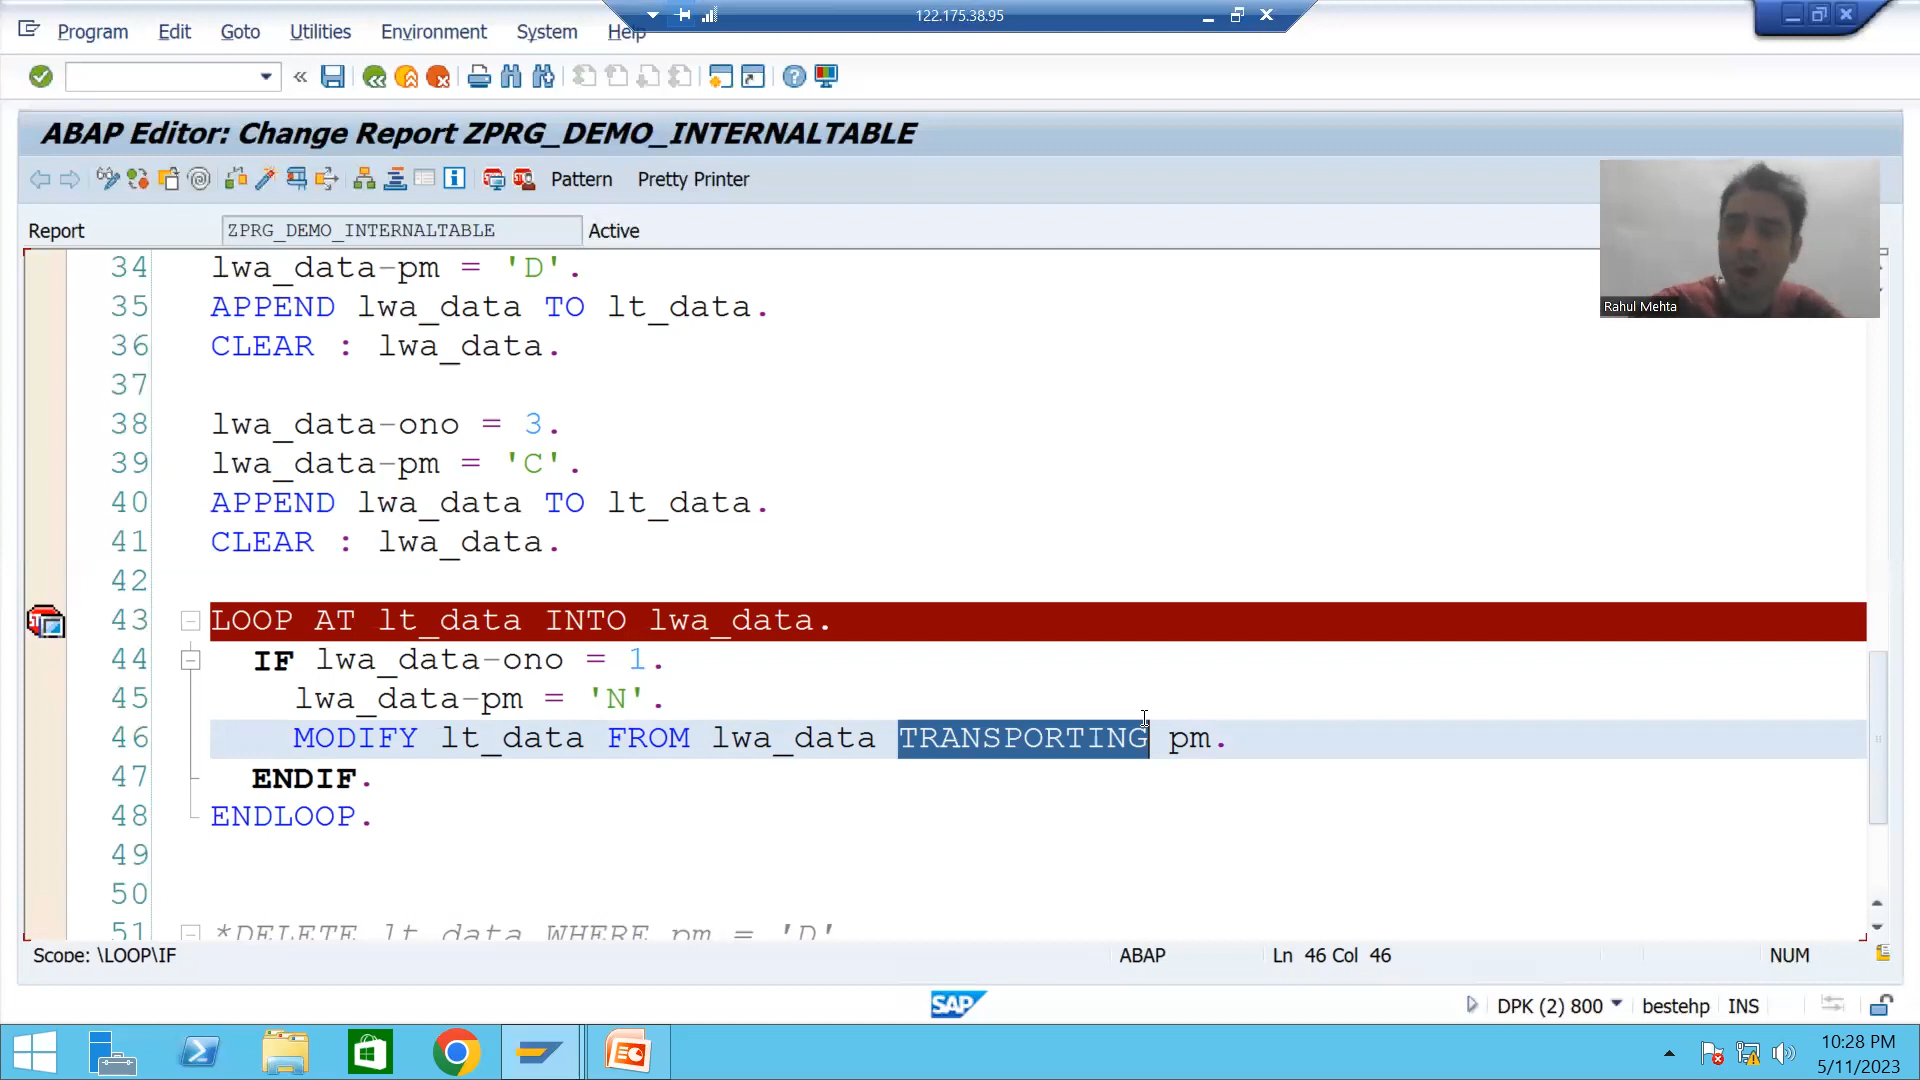 122.175.38.95
Program Edit Goto Utilities Environment System Help
ABAP Editor: Change Report ZPRG_DEMO_INTERNALTABLE
Pattern Pretty Printer
Report ZPRG_DEMO_INTERNALTABLE Active
Rahul Mehta
34 lwa_data-pm = 'D'.
35 APPEND lwa_data TO lt_data.
36 CLEAR : lwa_data.
37
38 lwa_data-ono = 3.
39 lwa_data-pm = 'C'.
40 APPEND lwa_data TO lt_data.
41 CLEAR : lwa_data.
42
43 LOOP AT lt_data INTO lwa_data.
44 IF lwa_data-ono = 1.
45 lwa_data-pm = 'N'.
46 MODIFY lt_data FROM lwa_data TRANSPORTING pm.
47 ENDIF.
48 ENDLOOP.
49
50
51 *DELETE lt_data WHERE pm = 'D'
Scope: \LOOP\IF ABAP Ln 46 Col 46 NUM
SAP
DPK (2) 800 bestehp INS
10:28 PM
5/11/2023